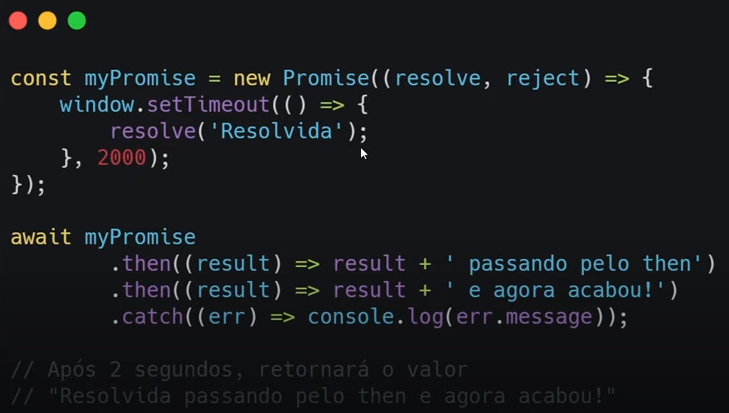 const myPromise = new Promise((resolve, reject) => {
    window.setTimeout(() => {
        resolve('Resolvida');
    }, 2000);
});

await myPromise
        .then((result) => result + ' passando pelo then')
        .then((result) => result + ' e agora acabou!')
        .catch((err) => console.log(err.message));

// Após 2 segundos, retornará o valor
// "Resolvida passando pelo then e agora acabou!"